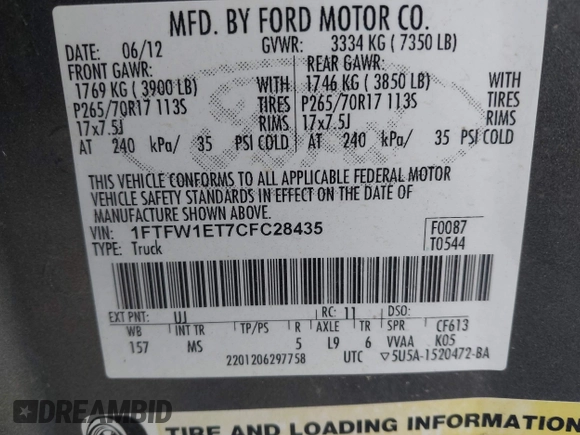 MFD. BY FORD MOTOR CO.
DATE: 06/12 GVWR: 3334 KG ( 7350 LB)
FRONT GAWR: REAR GAWR:
1769 KG ( 3900 LB) WITH 1746 KG ( 3850 LB) WITH
P265/70R17 113S TIRES P265/70R17 113S TIRES
17x7.5J RIMS 17x7.5J RIMS
AT 240 kPa/ 35 PSI COLD AT 240 kPa/ 35 PSI COLD
THIS VEHICLE CONFORMS TO ALL APPLICABLE FEDERAL MOTOR
VEHICLE SAFETY STANDARDS IN EFFECT ON THE DATE OF
MANUFACTURE SHOWN ABOVE.
VIN: 1FTFW1ET7CFC28435 F0087
TYPE: Truck T0544
EXT PNT: UJ RC: 11 DSO:
WB INT TR TP/PS R AXLE TR SPR CF613
157 MS 5 L9 6 VVAA K05
2201206297758 UTC ▽5U5A-1520472-BA
DREAMBID
TIRE AND LOADING INFORMATION